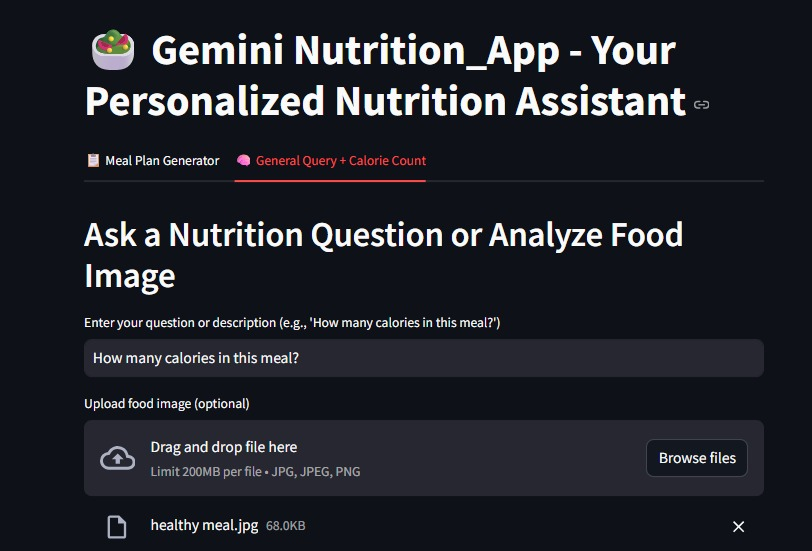 Gemini Nutrition_App - Your
Personalized Nutrition Assistant
Meal Plan Generator
General Query + Calorie Count
Ask a Nutrition Question or Analyze Food
Image
Enter your question or description (e.g., 'How many calories in this meal?')
How many calories in this meal?
Upload food image (optional)
Drag and drop file here
Limit 200MB per file • JPG, JPEG, PNG
Browse files
healthy meal.jpg 68.0KB